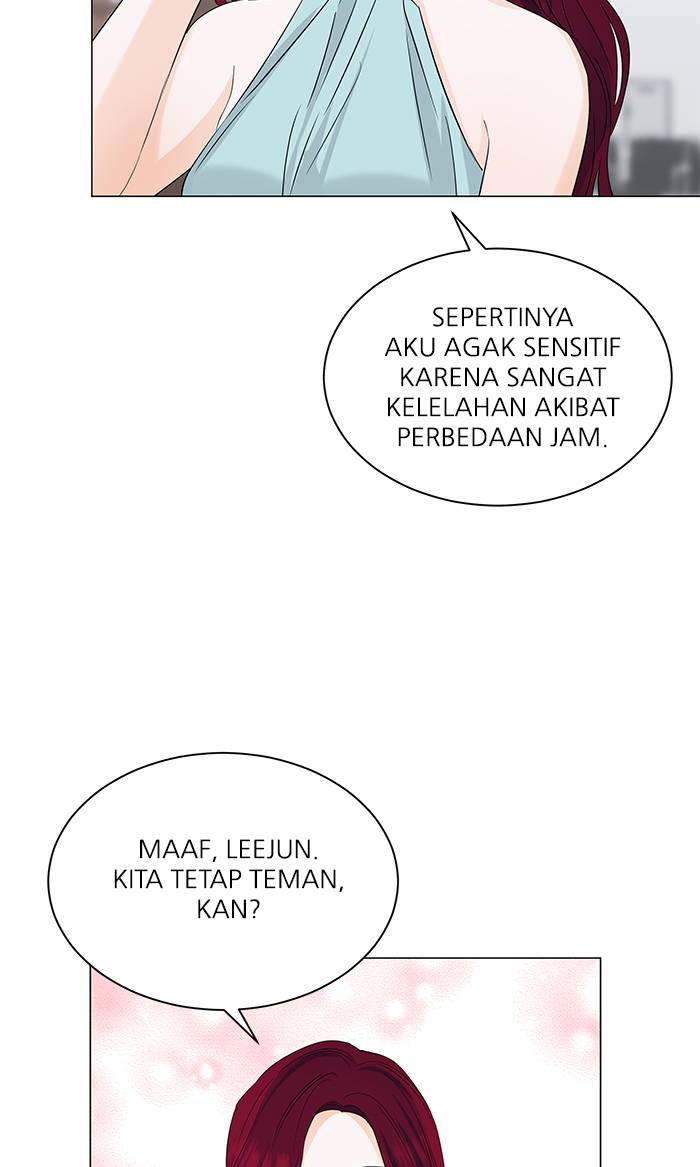 SEPERTINYA
AKU AGAK SENSITIF
KARENA SANGAT
KELELAHAN AKIBAT
PERBEDAAN JAM.
MAAF, LEEJUN.
KITA TETAP TEMAN,
KAN?